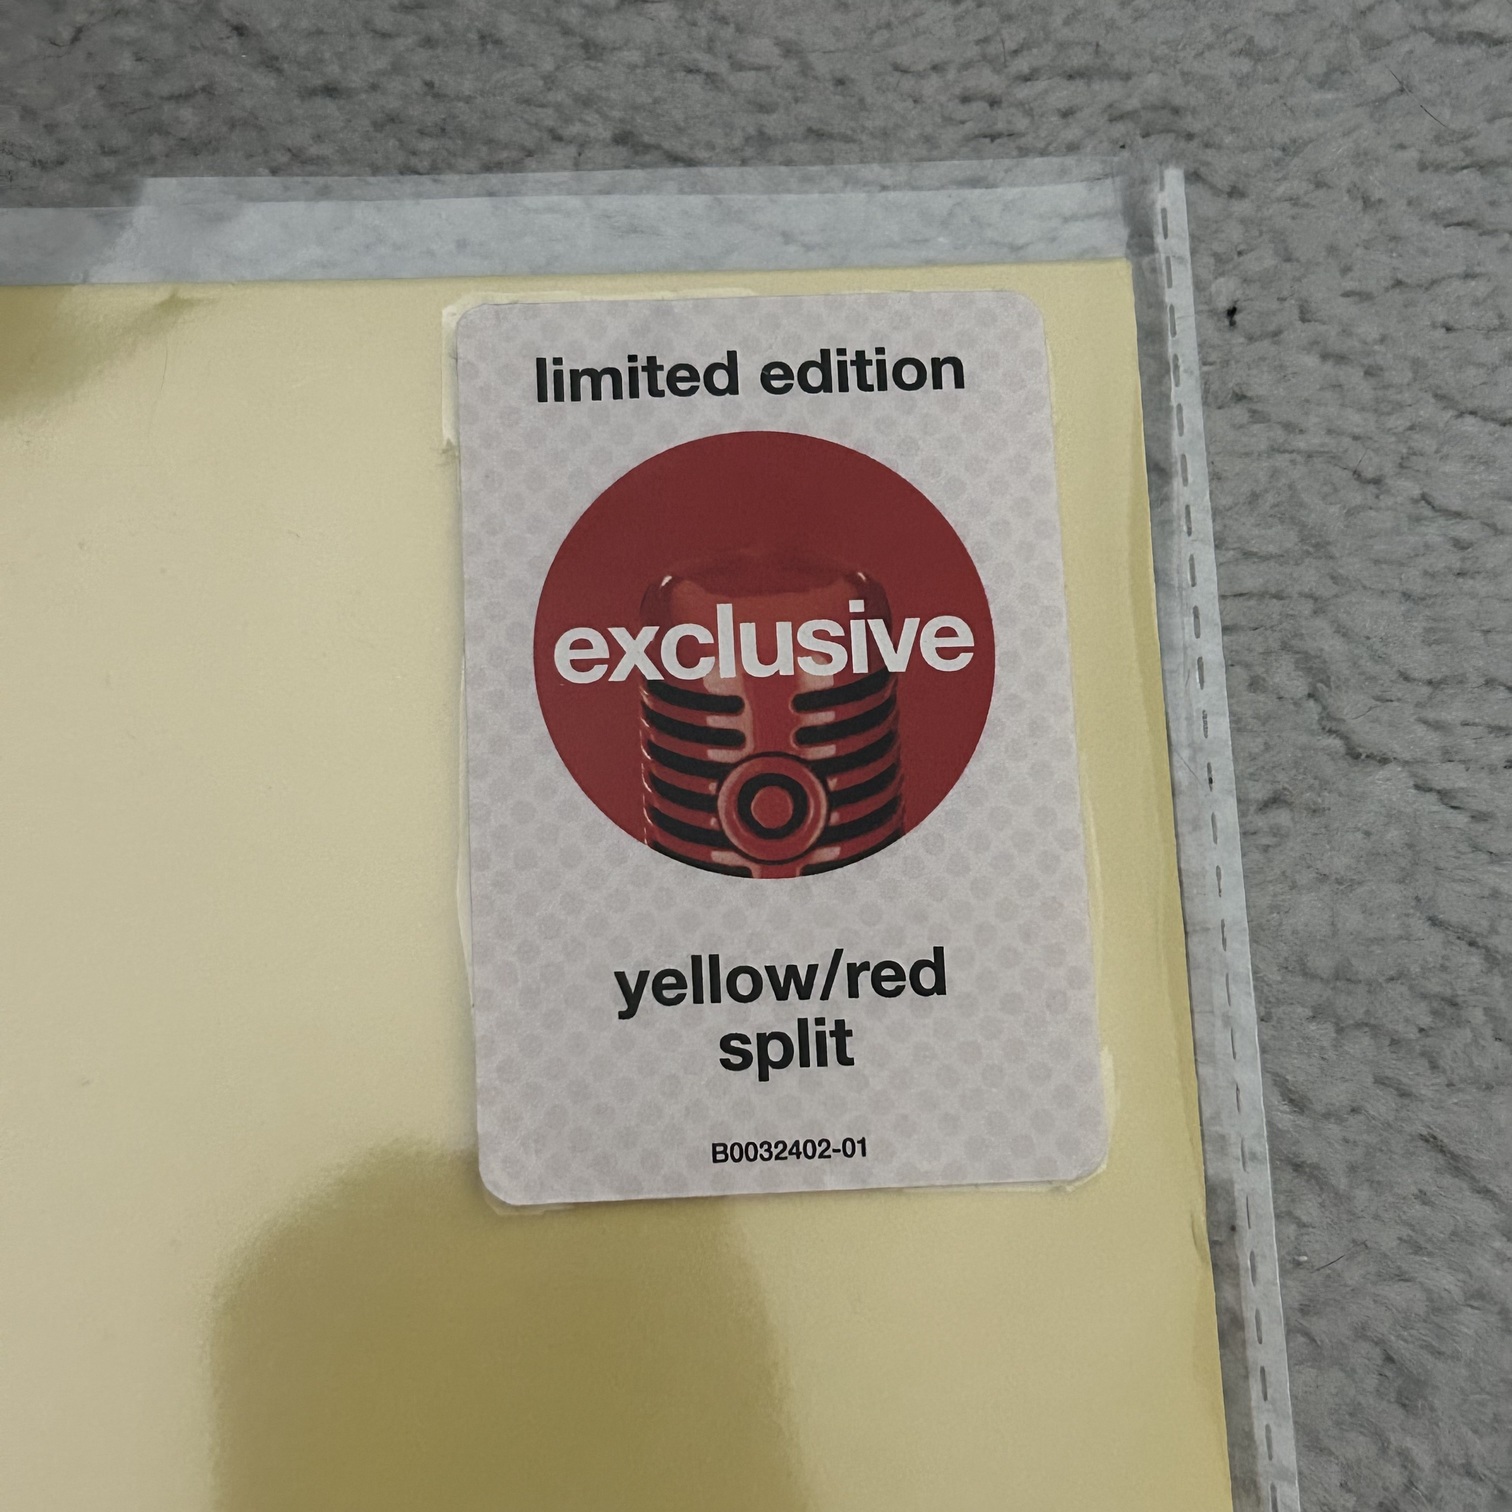 limited edition
exclusive
yellow/red
split
B0032402-01